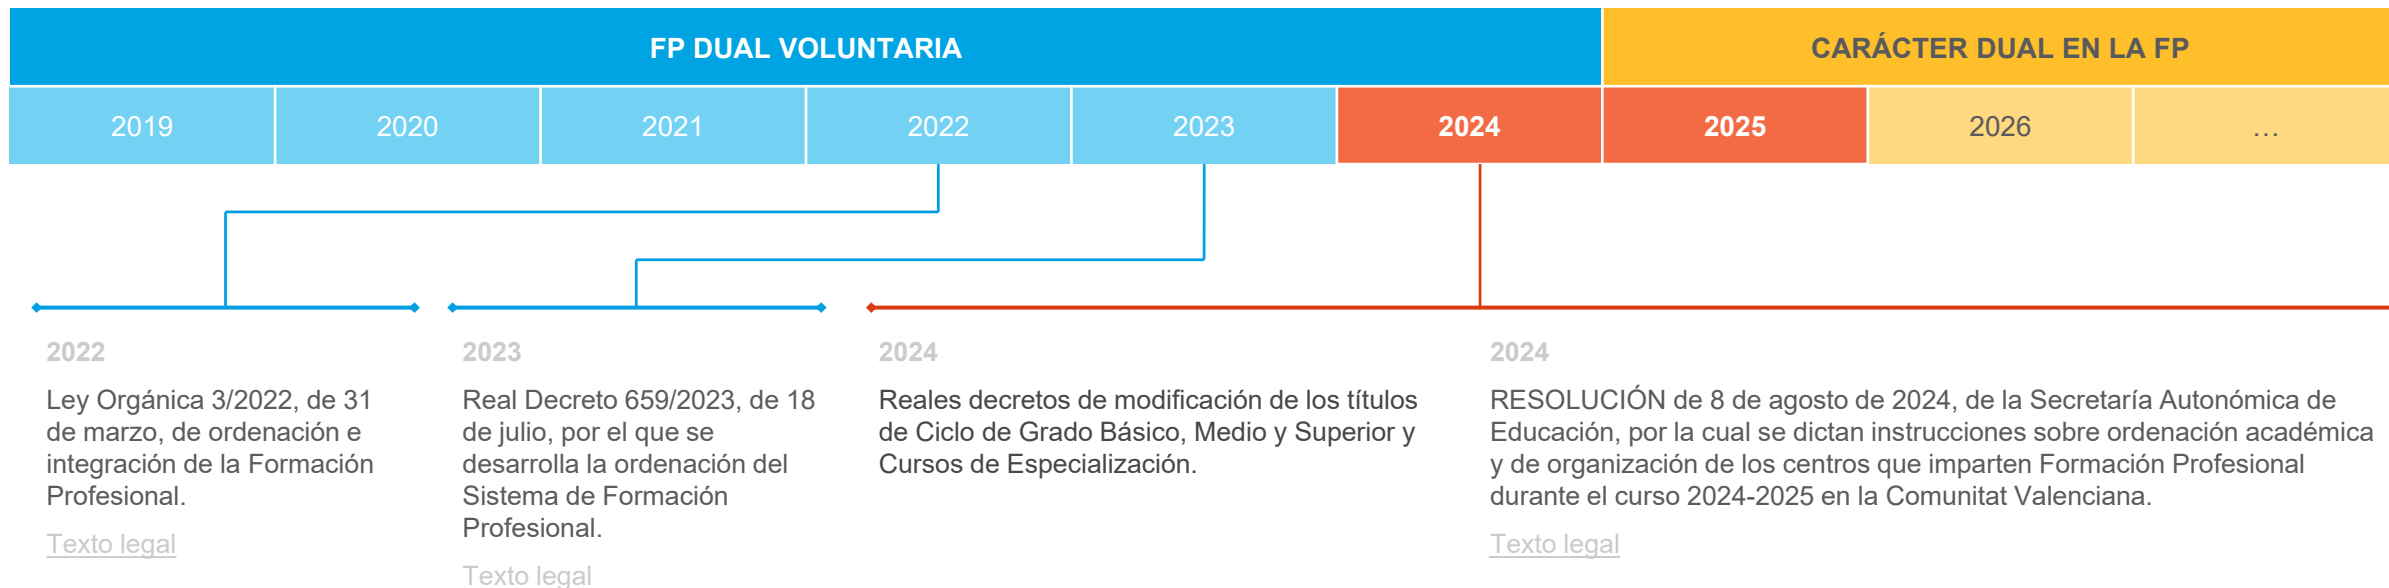 FP DUAL VOLUNTARIA
CARÁCTER DUAL EN LA FP
2019
2020
2021
2022
2023
2024
2025
2026
…
2022
Ley Orgánica 3/2022, de 31
de marzo, de ordenación e
integración de la Formación
Profesional.
Texto legal
2023
Real Decreto 659/2023, de 18
de julio, por el que se
desarrolla la ordenación del
Sistema de Formación
Profesional.
Texto legal
2024
Reales decretos de modificación de los títulos
de Ciclo de Grado Básico, Medio y Superior y
Cursos de Especialización.
2024
RESOLUCIÓN de 8 de agosto de 2024, de la Secretaría Autonómica de
Educación, por la cual se dictan instrucciones sobre ordenación académica
y de organización de los centros que imparten Formación Profesional
durante el curso 2024-2025 en la Comunitat Valenciana.
Texto legal